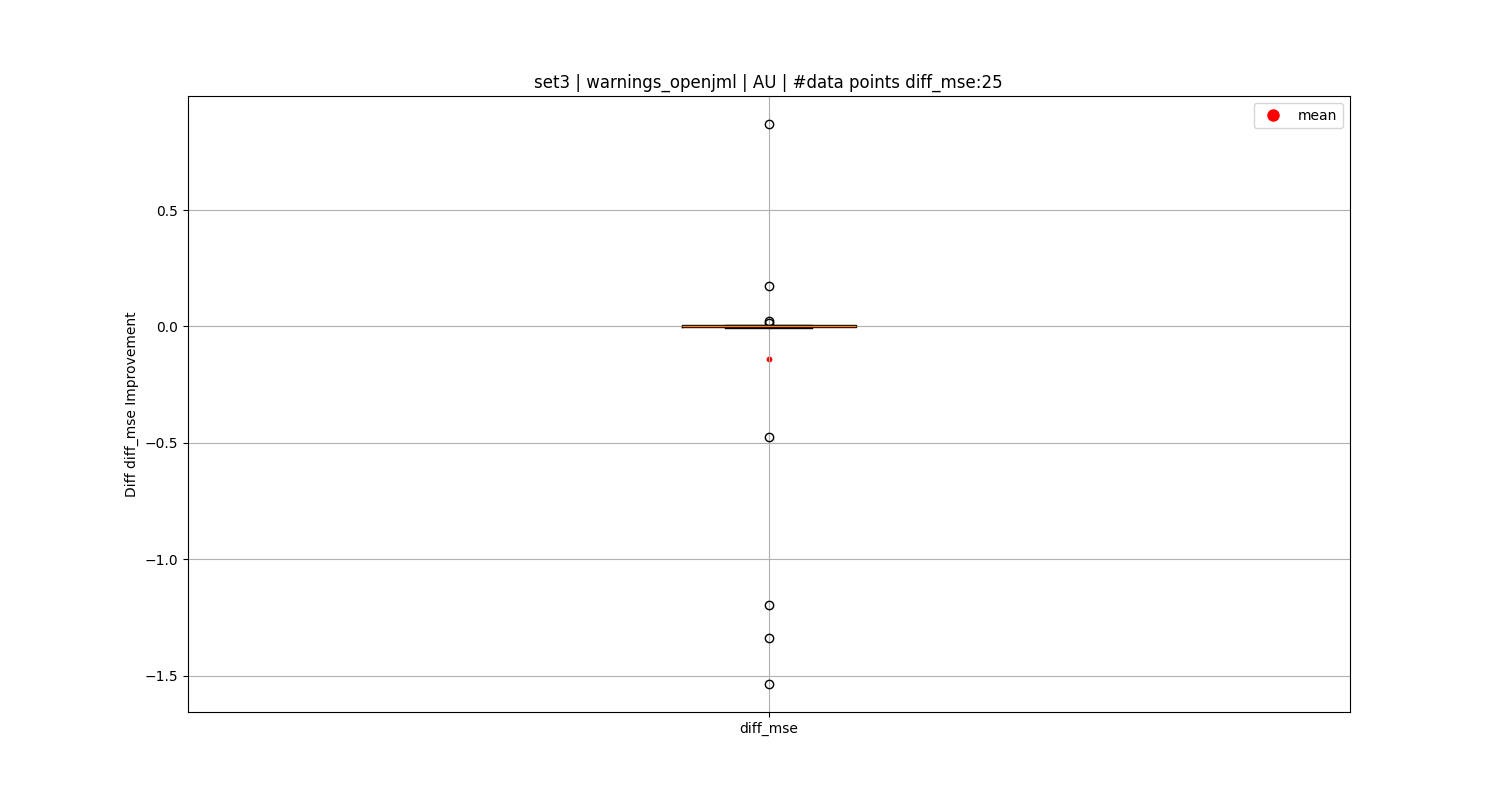 set3 | warnings_openjml | AU | #data points diff_mse:25
mean
Diff diff_mse Improvement
0.5
0.0
−0.5
−1.0
−1.5
diff_mse